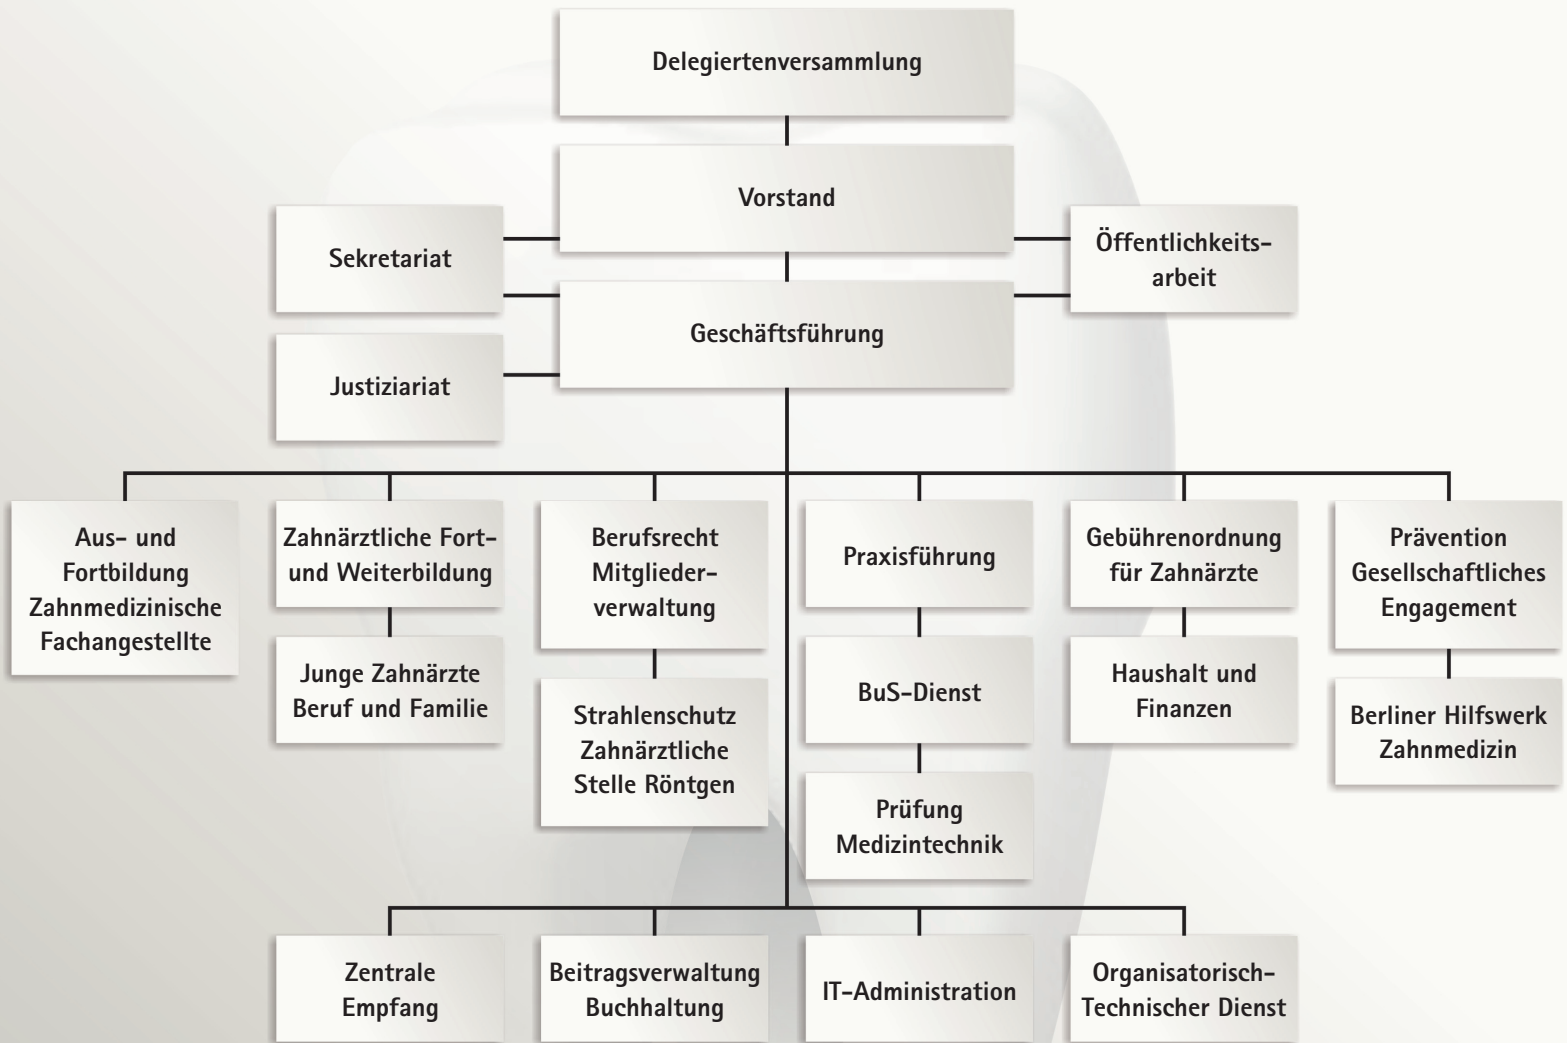 Delegiertenversammlung
Vorstand
Sekretariat
Öffentlichkeits-
arbeit
Geschäftsführung
Justiziariat
Aus- und
Fortbildung
Zahnmedizinische
Fachangestellte
Zahnärztliche Fort-
und Weiterbildung
Berufsrecht
Mitglieder-
verwaltung
Praxisführung
Gebührenordnung
für Zahnärzte
Prävention
Gesellschaftliches
Engagement
Junge Zahnärzte
Beruf und Familie
Strahlenschutz
Zahnärztliche
Stelle Röntgen
BuS-Dienst
Haushalt und
Finanzen
Berliner Hilfswerk
Zahnmedizin
Prüfung
Medizintechnik
Zentrale
Empfang
Beitragsverwaltung
Buchhaltung
IT-Administration
Organisatorisch-
Technischer Dienst